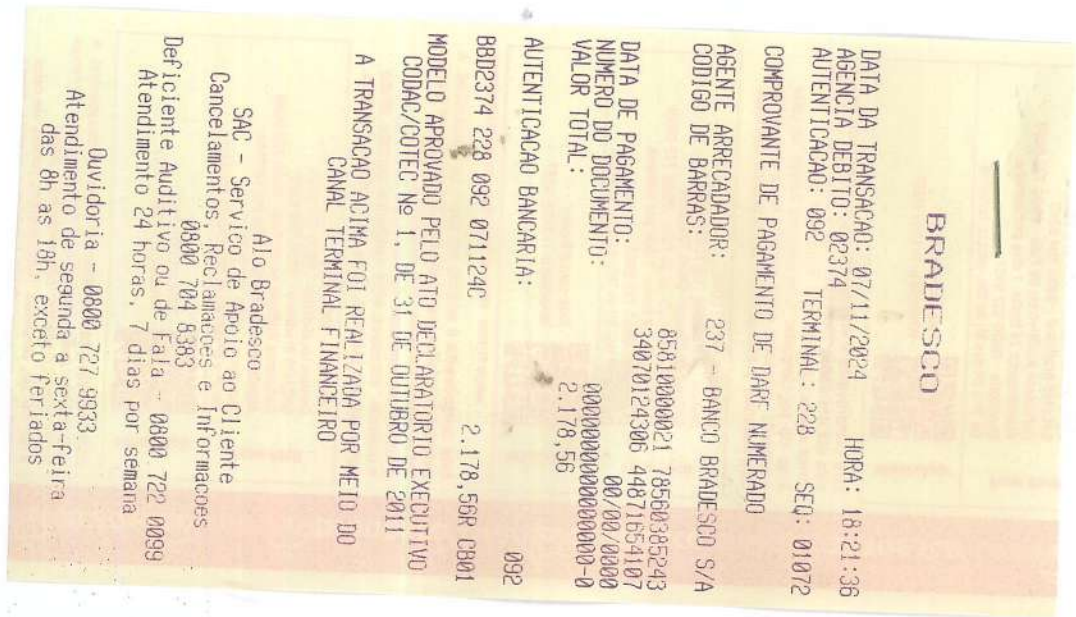 BRADESCO
DATA DA TRANSACAO: 07/11/2024 HORA: 18:21:36
AGENCIA DEBITO: 02374
AUTENTICACAO: 092 TERMINAL: 228 SEQ: 01072
COMPROVANTE DE PAGAMENTO DE DARF NUMERADO
AGENTE ARRECADADOR: 237 - BANCO BRADESCO S/A
CODIGO DE BARRAS:
85810000021 78560385243
34070124306 44871654107
DATA DE PAGAMENTO: 00/00/0000
NUMERO DO DOCUMENTO: 00000000000000000-0
VALOR TOTAL: 2.178,56
AUTENTICACAO BANCARIA:
092
BBD2374 228 092 071124C 2.178,56R CB01
MODELO APROVADO PELO ATO DECLARATORIO EXECUTIVO
CODAC/COTEC Nº 1, DE 31 DE OUTUBRO DE 2011
A TRANSACAO ACIMA FOI REALIZADA POR MEIO DO
CANAL TERMINAL FINANCEIRO
Alo Bradesco
SAC - Servico de Apoio ao Cliente
Cancelamentos, Reclamacoes e Informacoes
0800 704 8383
Deficiente Auditivo ou de Fala - 0800 722 0099
Atendimento 24 horas, 7 dias por semana
Ouvidoria - 0800 727 9933.
Atendimento de segunda a sexta-feira
das 8h as 18h, exceto feriados